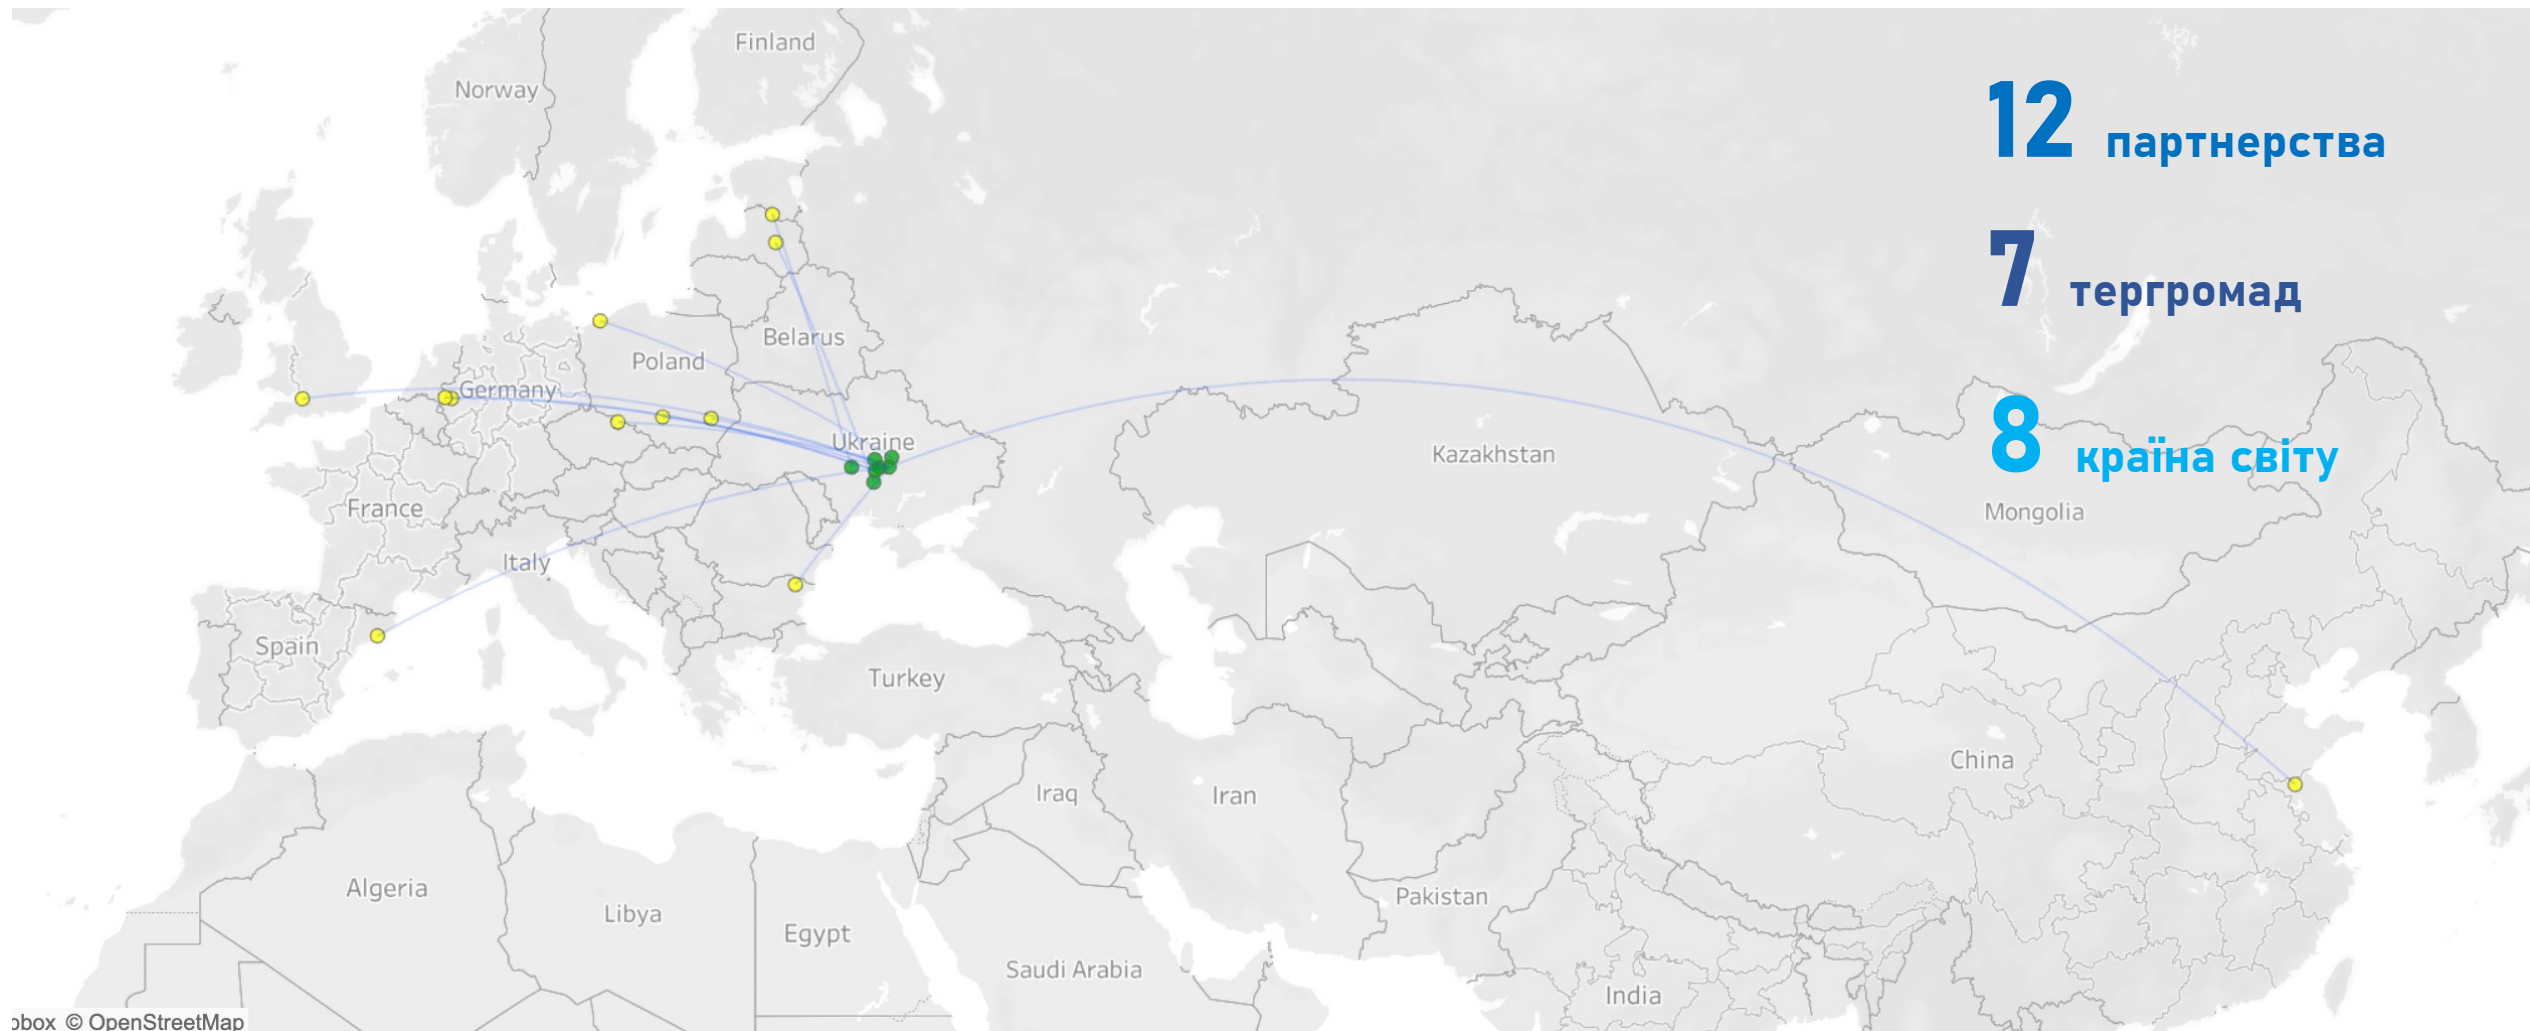 Finland
Norway
12 партнерства
7 тергромад
Belarus
Poland
Germany
8 країна світу
Ukraine
Kazakhstan
France
Mongolia
Italy
Spain
Turkey
China
Iraq
Iran
Algeria
Pakistan
Libya
Egypt
Saudi Arabia
India
obox © OpenStreetMap